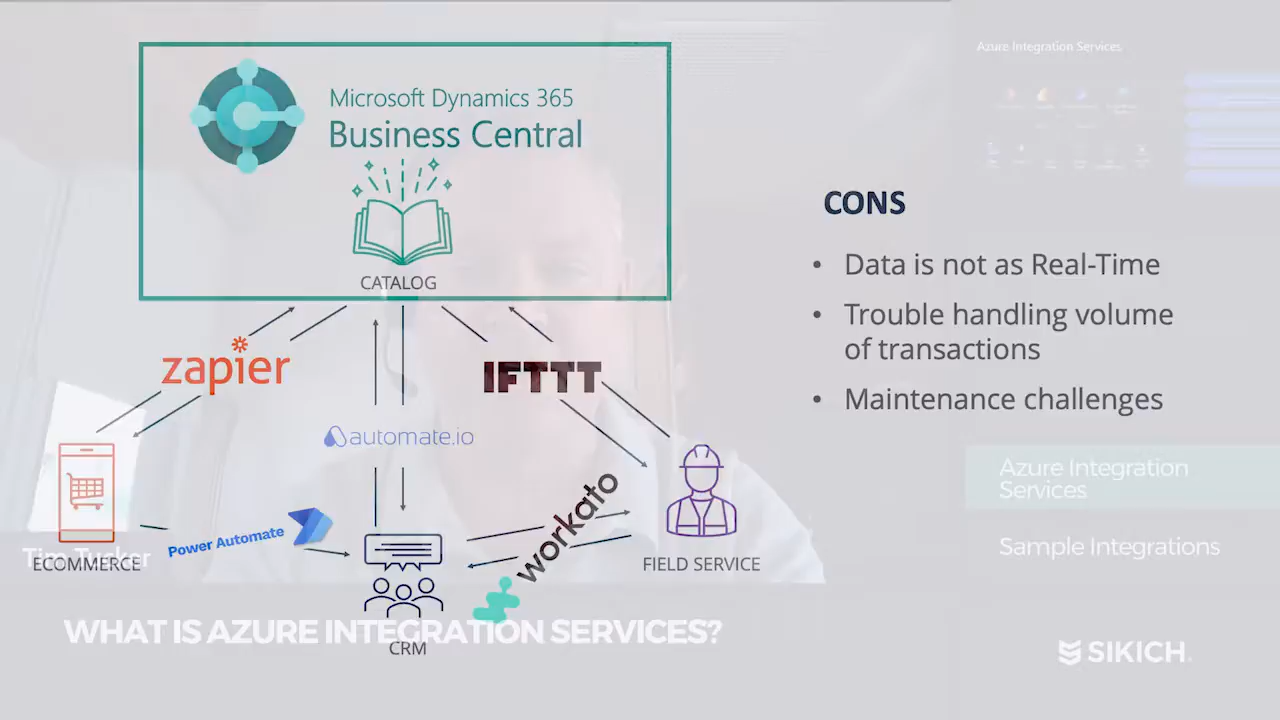 Azure Integration Services
Microsoft Dynamics 365
Business Central
CATALOG
CONS
• Data is not as Real-Time
• Trouble handling volume
of transactions
• Maintenance challenges
zapier
IFTTT
automate.io
workato
Power Automate
Tim Tucker
ECOMMERCE
FIELD SERVICE
CRM
Azure Integration
Services
Sample Integrations
WHAT IS AZURE INTEGRATION SERVICES?
SIKICH.